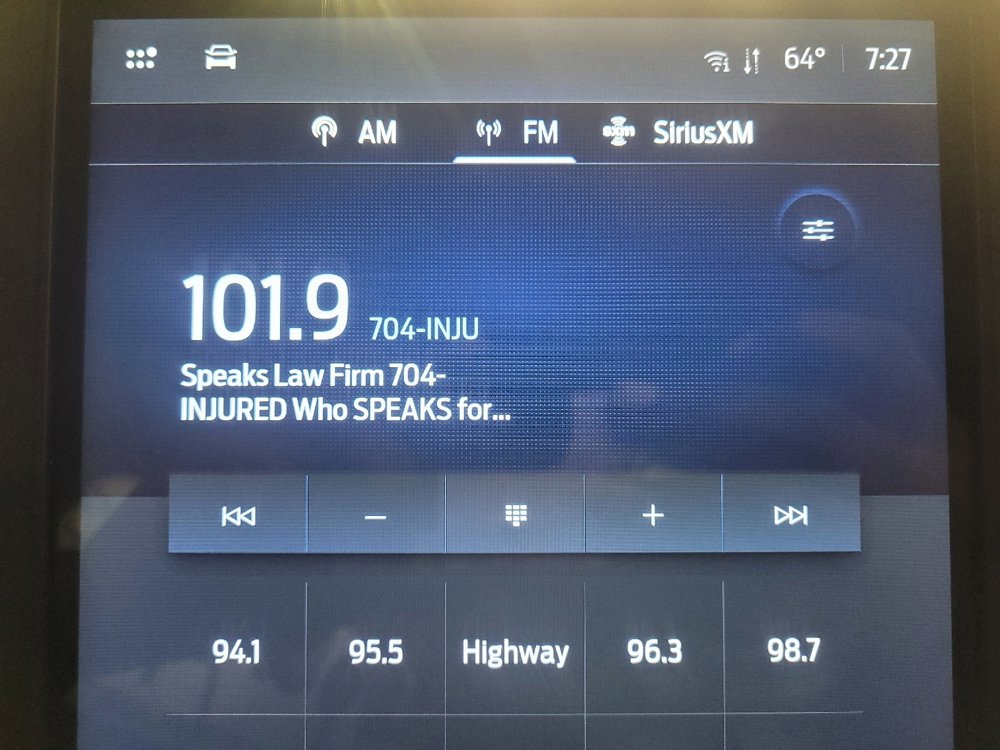 64° 7:27
AM FM sxm SiriusXM
101.9 704-INJU
Speaks Law Firm 704-
INJURED Who SPEAKS for...
94.1 95.5 Highway 96.3 98.7